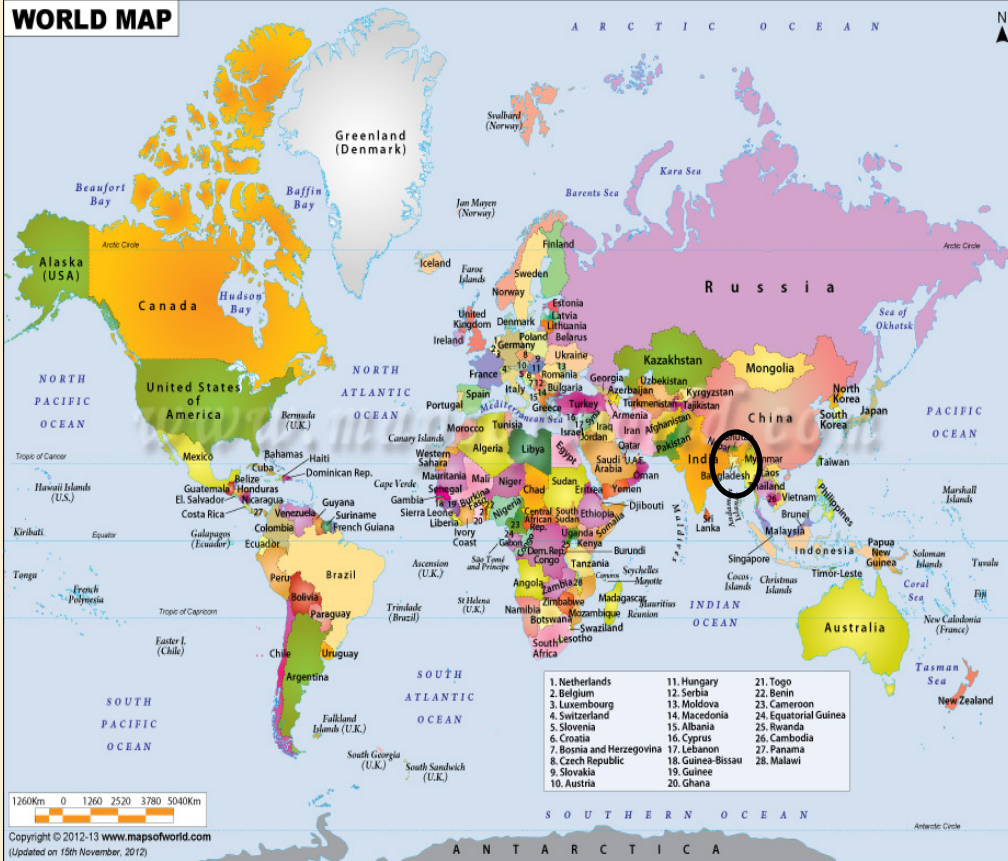 WORLD MAP
N
ARCTIC OCEAN
Svalbard
(Norway)
Greenland
(Denmark)
Kara Sea
Beaufort
Bay
Baffin
Bay
Barents Sea
Jan Mayen
(Norway)
Arctic Circle
Arctic Circle
Finland
Alaska
(USA)
Iceland
Faroe
Islands
Sweden
Norway
Russia
Canada
Hudson
Bay
Estonia
Latvia
Lithuania
United
Kingdom
Denmark
Sea of
Okhotsk
Ireland
Poland
Belarus
Germany
Ukraine
Kazakhstan
Mongolia
France
Romania
NORTH
PACIFIC
OCEAN
United States
of
America
NORTH
ATLANTIC
OCEAN
Spain
Italy
Bulgaria
Georgia
Uzbekistan
Azerbaijan
Kyrgyzstan
North
Korea
Portugal
Greece
Turkey
Turkmenistan
Tajikistan
China
South
Korea
Japan
PACIFIC
OCEAN
Bermuda
(U.K.)
Mediterranean Sea
Syria
Armenia
Afghanistan
Morocco
Tunisia
Israel
Iraq
Jordan
Iran
Pakistan
Canary Islands
Algeria
Libya
Egypt
Qatar
U.A.E
Nepal
Tropic of Cancer
Mexico
Bahamas
Haiti
Western
Sahara
Saudi
Arabia
Oman
India
Myanmar
Taiwan
Cuba
Dominican Rep.
Bangladesh
Laos
Hawaii Islands
(U.S.)
Belize
Honduras
Guatemala
El. Salvador
Nicaragua
Costa Rica
Cape Verde
Mauritania
Senegal
Gambia
Sierra Leone
Liberia
Ivory
Coast
Mali
Burkina
Faso
Niger
Nigeria
Chad
Sudan
Eritrea
Yemen
Djibouti
Thailand
Vietnam
Philippines
Marshall
Islands
Venezuela
Guyana
Suriname
French Guiana
Central
African
Rep.
South
Sudan
Ethiopia
Somalia
Maldives
Sri
Lanka
Brunei
Malaysia
Kiribati
Equator
Galapagos
(Ecuador)
Colombia
Ecuador
São Tomé
and Principe
Gabon
Congo
Dem.Rep.
Congo
Uganda
Kenya
Burundi
Tanzania
Singapore
Indonesia
Papua
New
Guinea
Soloman
Islands
Tuvalu
Tonga
French
Polynesia
Peru
Brazil
Ascension
(U.K.)
Seychelles
Comoros
Mayotte
Cocos
Islands
Christmas
Islands
Timor-Leste
Coral
Sea
Fiji
Bolivia
Angola
Zambia
Madagascar
Mauritius
Réunion
Tropic of Capricorn
Paraguay
Trindade
(Brazil)
St Helena
(U.K.)
Namibia
Zimbabwe
Botswana
Mozambique
INDIAN
OCEAN
New Calodonia
(France)
Easter I.
(Chile)
Chile
Uruguay
Argentina
South
Africa
Swaziland
Lesotho
Australia
Tasman
Sea
New Zealand
SOUTH
PACIFIC
OCEAN
SOUTH
ATLANTIC
OCEAN
Falkland
Islands (U.K.)
South Georgia
(U.K.)
South Sandwich
(U.K.)
1. Netherlands
2. Belgium
3. Luxembourg
4. Switzerland
5. Slovenia
6. Croatia
7. Bosnia and Herzegovina
8. Czech Republic
9. Slovakia
10. Austria
11. Hungary
12. Serbia
13. Moldova
14. Macedonia
15. Albania
16. Cyprus
17. Lebanon
18. Guinea-Bissau
19. Guinee
20. Ghana
21. Togo
22. Benin
23. Cameroon
24. Equatorial Guinea
25. Rwanda
26. Cambodia
27. Panama
28. Malawi
1260Km 0 1260 2520 3780 5040Km
SOUTHERN OCEAN
Antarctic Circle
Copyright © 2012-13 www.mapsofworld.com
(Updated on 15th November, 2012)
ANTARCTICA